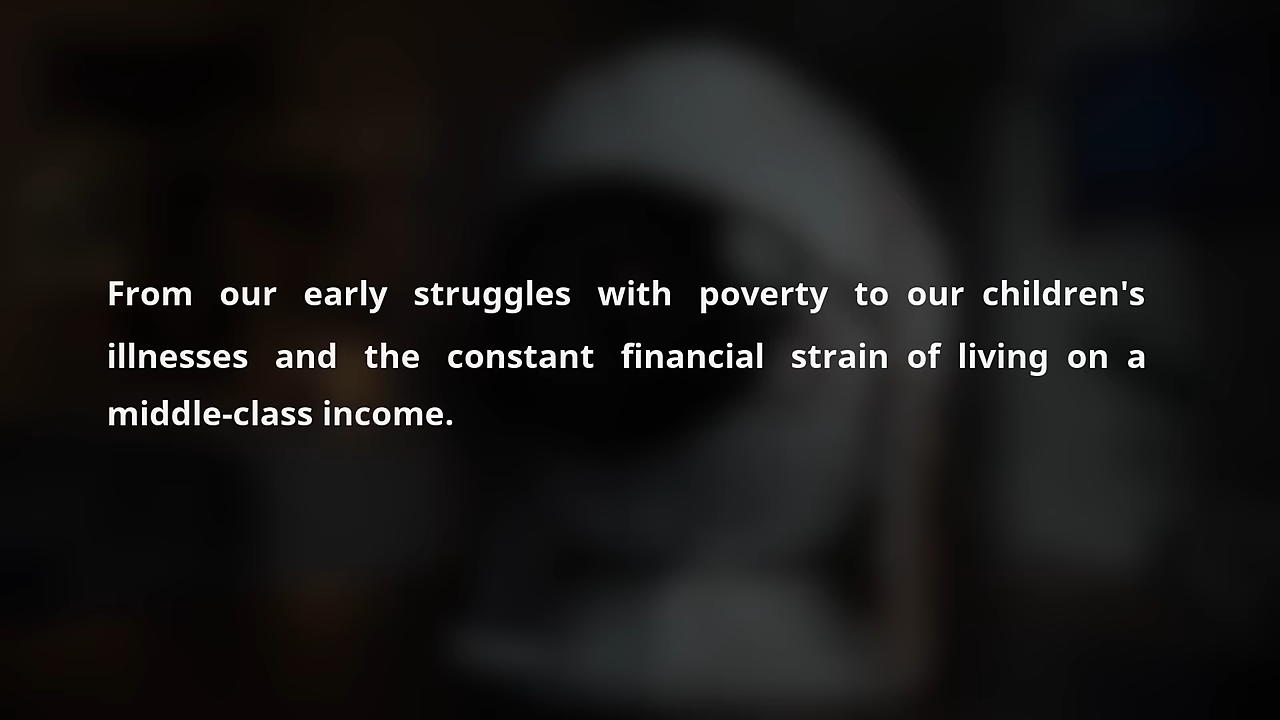 From our early struggles with poverty to our children's
illnesses and the constant financial strain of living on a
middle-class income.